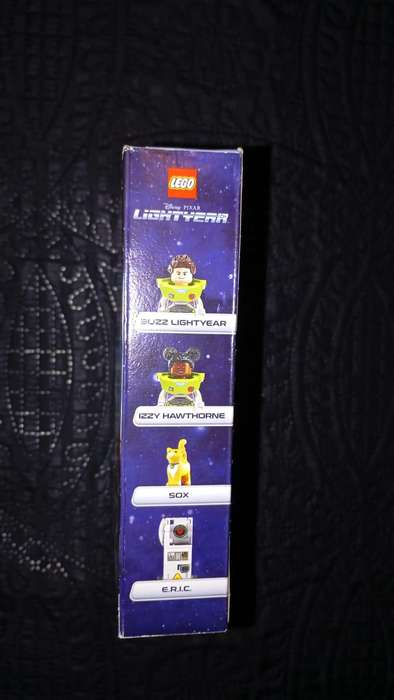 LEGO
Disney PIXAR
LIGHTYEAR
BUZZ LIGHTYEAR
IZZY HAWTHORNE
SOX
E.R.I.C.